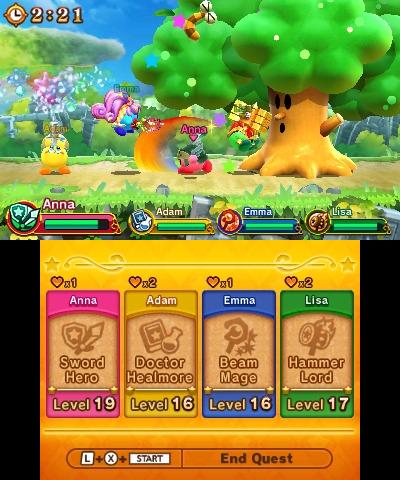 2:21
Emma
Adam
Anna
Anna
Adam
Emma
Lisa
x1
x2
x1
x2
Anna
Adam
Emma
Lisa
Sword
Hero
Doctor
Healmore
Beam
Mage
Hammer
Lord
Level 19
Level 16
Level 16
Level 17
L+X+START
End Quest